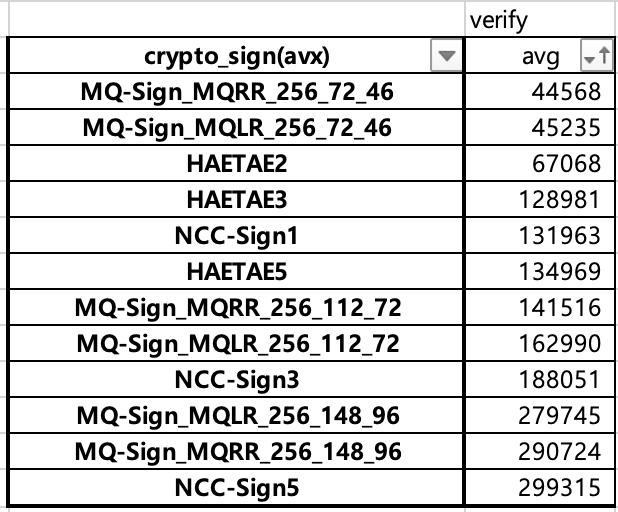 verify
crypto_sign(avx) avg
MQ-Sign_MQRR_256_72_46 44568
MQ-Sign_MQLR_256_72_46 45235
HAETAE2 67068
HAETAE3 128981
NCC-Sign1 131963
HAETAE5 134969
MQ-Sign_MQRR_256_112_72 141516
MQ-Sign_MQLR_256_112_72 162990
NCC-Sign3 188051
MQ-Sign_MQLR_256_148_96 279745
MQ-Sign_MQRR_256_148_96 290724
NCC-Sign5 299315